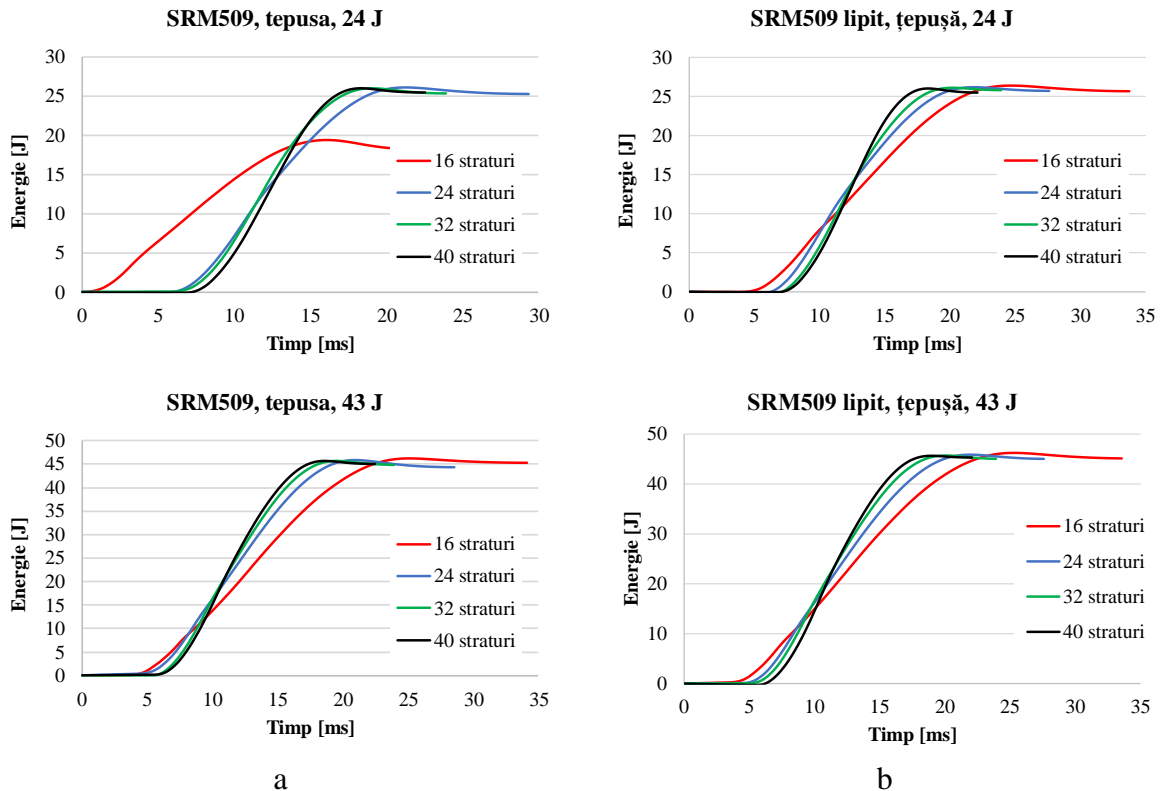 SRM509, tepusa, 24 J
Energie [J]
30
25
20
15
10
5
0
16 straturi
24 straturi
32 straturi
40 straturi
0 5 10 15 20 25 30
Timp [ms]
SRM509 lipit, țepușă, 24 J
Energie [J]
30
25
20
15
10
5
0
16 straturi
24 straturi
32 straturi
40 straturi
0 5 10 15 20 25 30 35
Timp [ms]
SRM509, tepusa, 43 J
Energie [J]
50
45
40
35
30
25
20
15
10
5
0
16 straturi
24 straturi
32 straturi
40 straturi
0 5 10 15 20 25 30 35
Timp [ms]
a
SRM509 lipit, țepușă, 43 J
Energie [J]
50
40
30
20
10
0
16 straturi
24 straturi
32 straturi
40 straturi
0 5 10 15 20 25 30 35
Timp [ms]
b